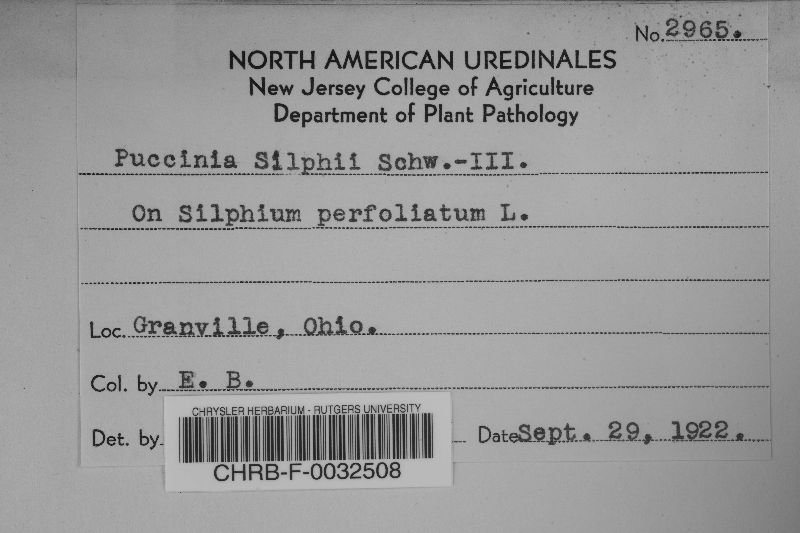 No. 2965.
NORTH AMERICAN UREDINALES
New Jersey College of Agriculture
Department of Plant Pathology
Puccinia Silphii Schw.-III.
On Silphium perfoliatum L.
Loc. Granville, Ohio.
Col. by E. B.
Det. by Date Sept. 29, 1922.
CHRYSLER HERBARIUM - RUTGERS UNIVERSITY
CHRB-F-0032508